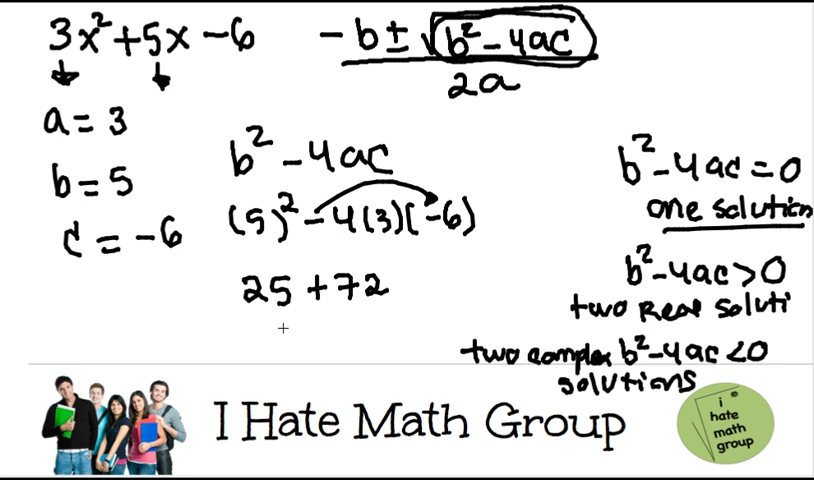 3x²+5x-6
-b±√b²-4ac
2a
a=3
b=5
c=-6
b²-4ac
(5)²-4(3)(-6)
25+72
b²-4ac=0
one solution
b²-4ac>0
two Real soluti
two complex b²-4ac<0
solutions
I Hate Math Group
i
hate
math
group